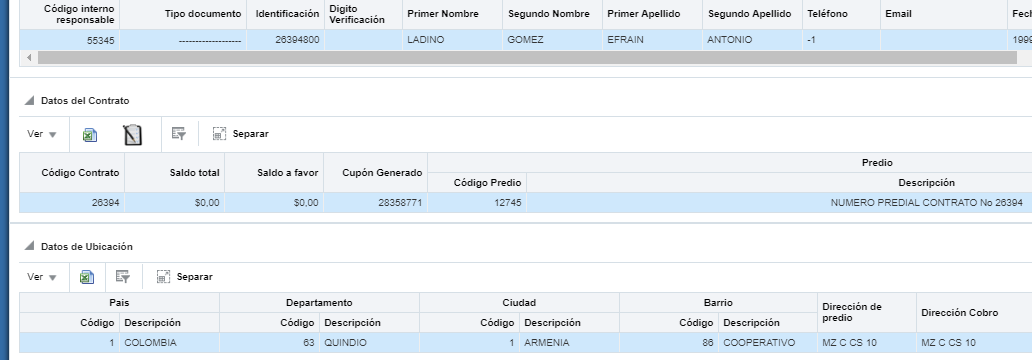 Código interno responsable Tipo documento Identificación Digito Verificación Primer Nombre Segundo Nombre Primer Apellido Segundo Apellido Teléfono Email
55345 ------------------- 26394800 LADINO GOMEZ EFRAIN ANTONIO -1
Datos del Contrato
Ver Separar
Predio
Código Contrato Saldo total Saldo a favor Cupón Generado
Código Predio Descripción
26394 $0,00 $0,00 28358771 12745 NUMERO PREDIAL CONTRATO No 26394
Datos de Ubicación
Ver Separar
Pais Departamento Ciudad Barrio Dirección de predio Dirección Cobro
Código Descripción Código Descripción Código Descripción Código Descripción
1 COLOMBIA 63 QUINDIO 1 ARMENIA 86 COOPERATIVO MZ C CS 10 MZ C CS 10